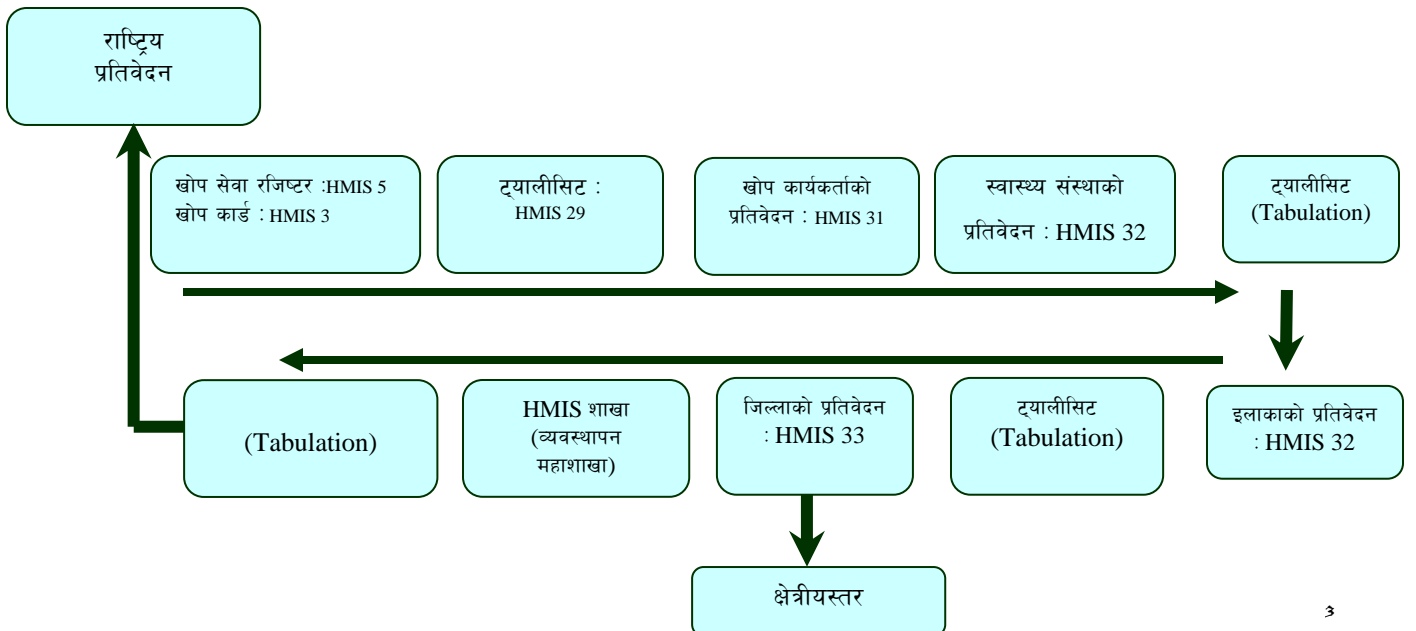 राष्ट्रिय
प्रतिवेदन
खोप सेवा रजिष्टर :HMIS 5
खोप कार्ड : HMIS 3
ट्यालीसिट :
HMIS 29
खोप कार्यकर्ताको
प्रतिवेदन : HMIS 31
स्वास्थ्य संस्थाको
प्रतिवेदन : HMIS 32
ट्यालीसिट
(Tabulation)
इलाकाको प्रतिवेदन
: HMIS 32
ट्यालीसिट
(Tabulation)
जिल्लाको प्रतिवेदन
: HMIS 33
HMIS शाखा
(व्यवस्थापन
महाशाखा)
(Tabulation)
क्षेत्रीयस्तर
३